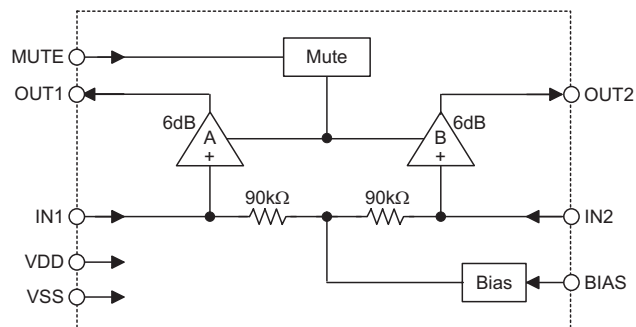 MUTE
Mute
OUT1
OUT2
6dB
A
+
B
+
6dB
IN1
90kΩ
90kΩ
IN2
VDD
VSS
Bias
BIAS